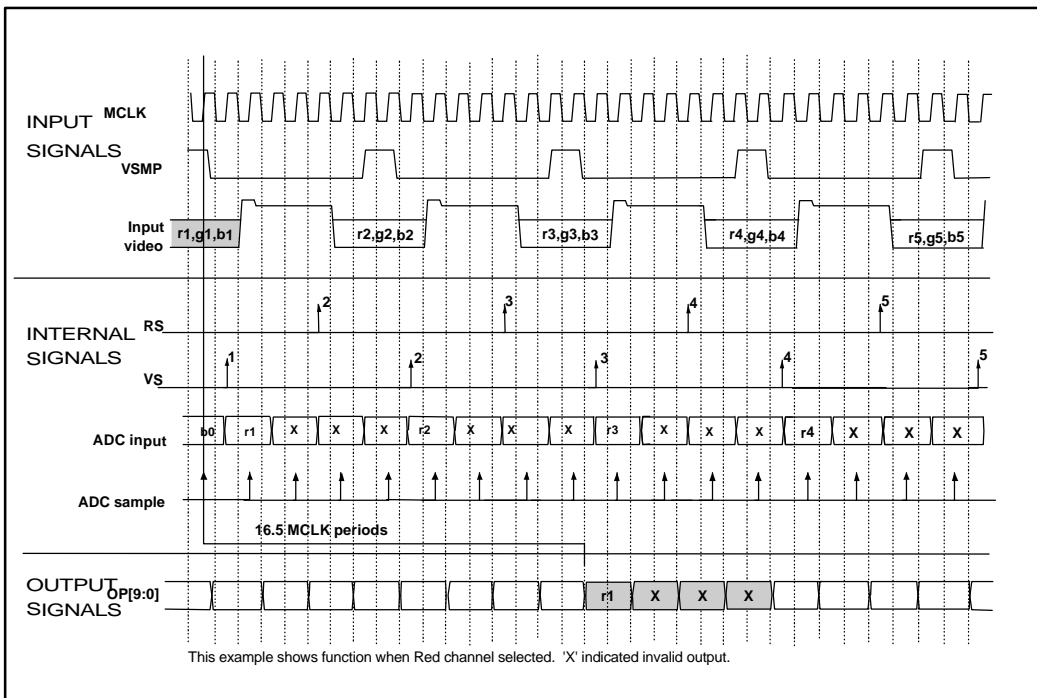 INPUT
SIGNALS
MCLK
VSMP
Input
video
r1,g1,b1 r2,g2,b2 r3,g3,b3 r4,g4,b4 r5,g5,b5
INTERNAL
SIGNALS
RS
2 3 4 5
VS
1 2 3 4 5
ADC input
b0 r1 X X X r2 X X X r3 X X X r4 X X X
ADC sample
16.5 MCLK periods
OUTPUT
SIGNALS
OP[9:0]
r1 X X X
This example shows function when Red channel selected. 'X' indicated invalid output.